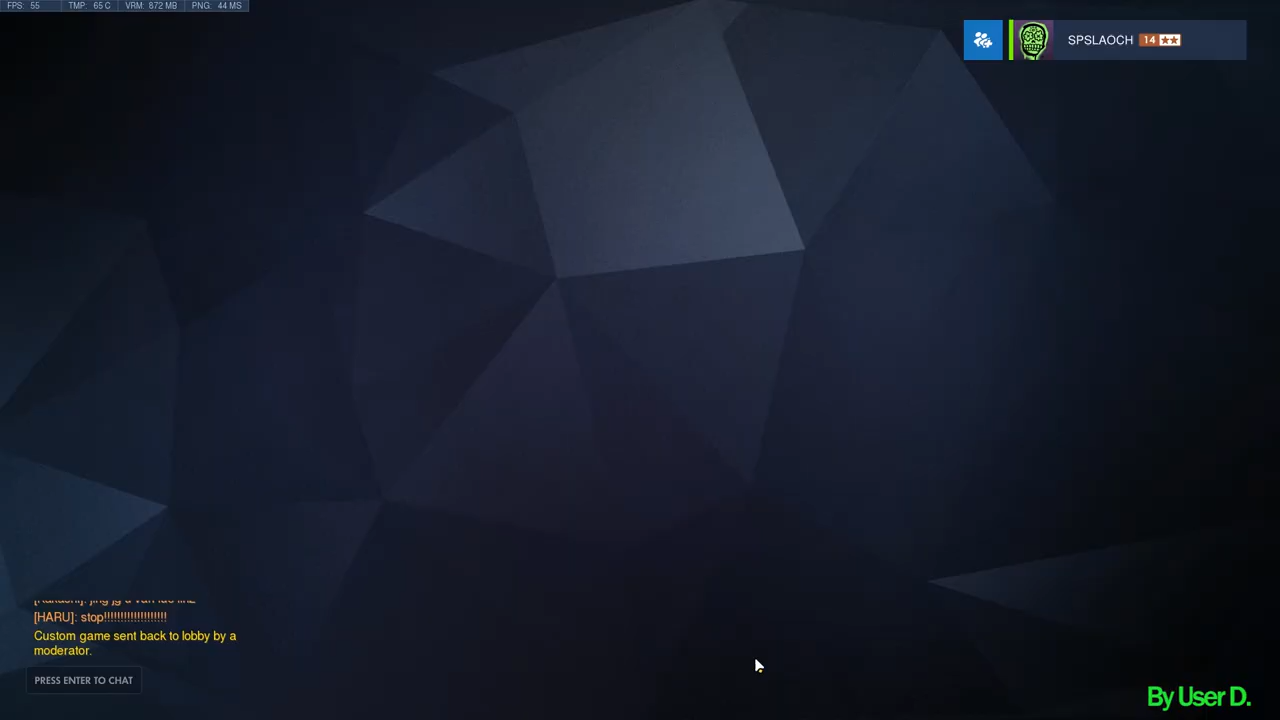 FPS: 55 TMP: 65 C VRM: 872 MB PNG: 44 MS
SPSLAOCH 14
[HARU]: stop!!!!!!!!!!!!!!!!!!!
Custom game sent back to lobby by a
moderator.
PRESS ENTER TO CHAT
By User D.